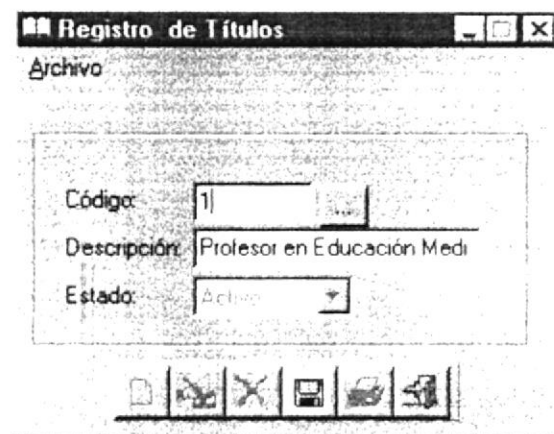 Registro de Títulos
Archivo
Código: 1 ...
Descripción: Profesor en Educación Medi
Estado: Activo